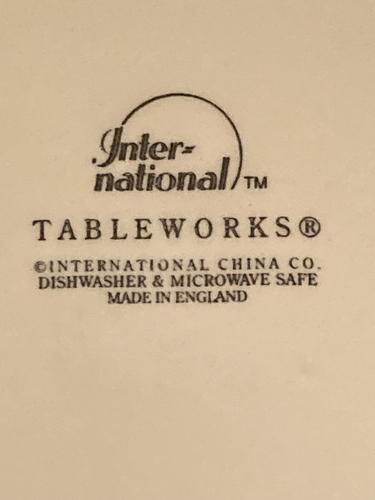 Inter-
national™
TABLEWORKS®
©INTERNATIONAL CHINA CO.
DISHWASHER & MICROWAVE SAFE
MADE IN ENGLAND